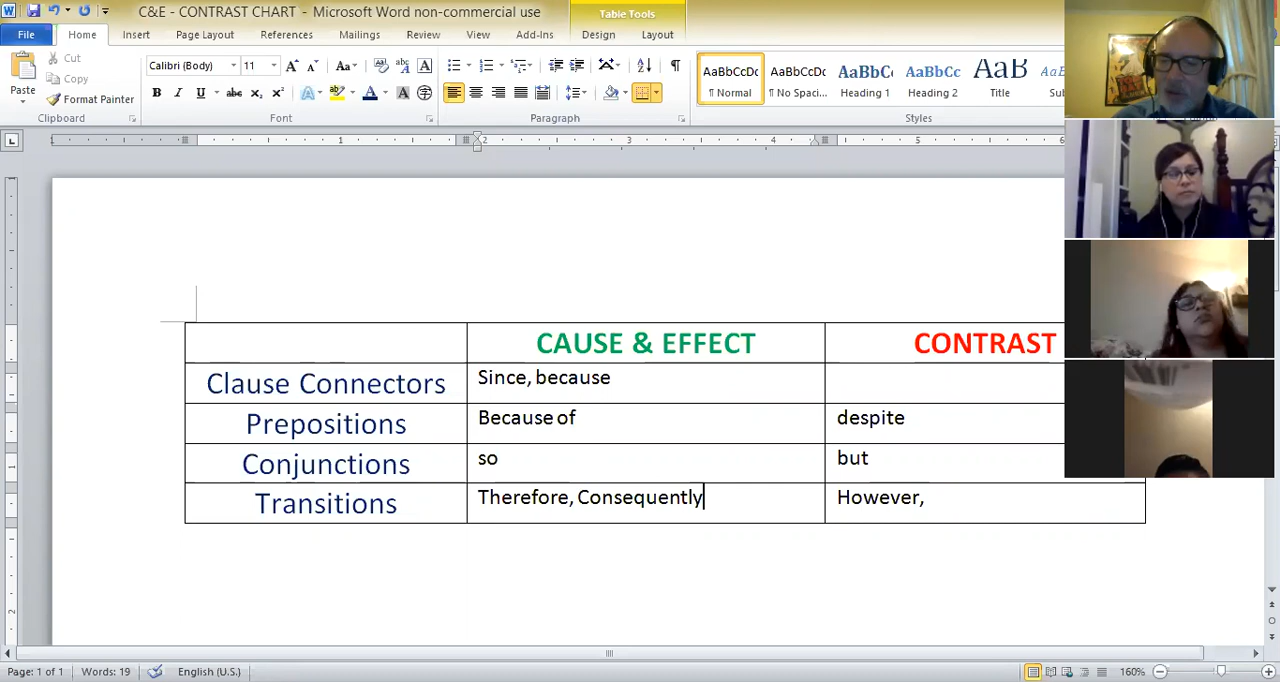 C&E - CONTRAST CHART - Microsoft Word non-commercial use
Table Tools
File Home Insert Page Layout References Mailings Review View Add-Ins Design Layout
Paste
Cut
Copy
Format Painter
Clipboard
Calibri (Body) 11
Font
Paragraph
AaBbCcDc
¶ Normal
AaBbCcDc
¶ No Spaci...
AaBbCc
Heading 1
AaBbCc
Heading 2
AaB
Title
Styles
CAUSE & EFFECT CONTRAST
Clause Connectors Since, because
Prepositions Because of despite
Conjunctions so but
Transitions Therefore, Consequently However,
Page: 1 of 1 Words: 19 English (U.S.) 160%